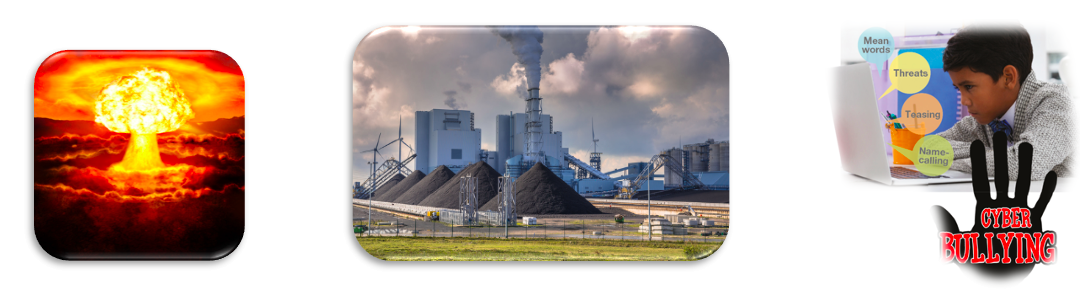 Mean
words
Threats
Teasing
Name-
calling
CYBER
BULLYING